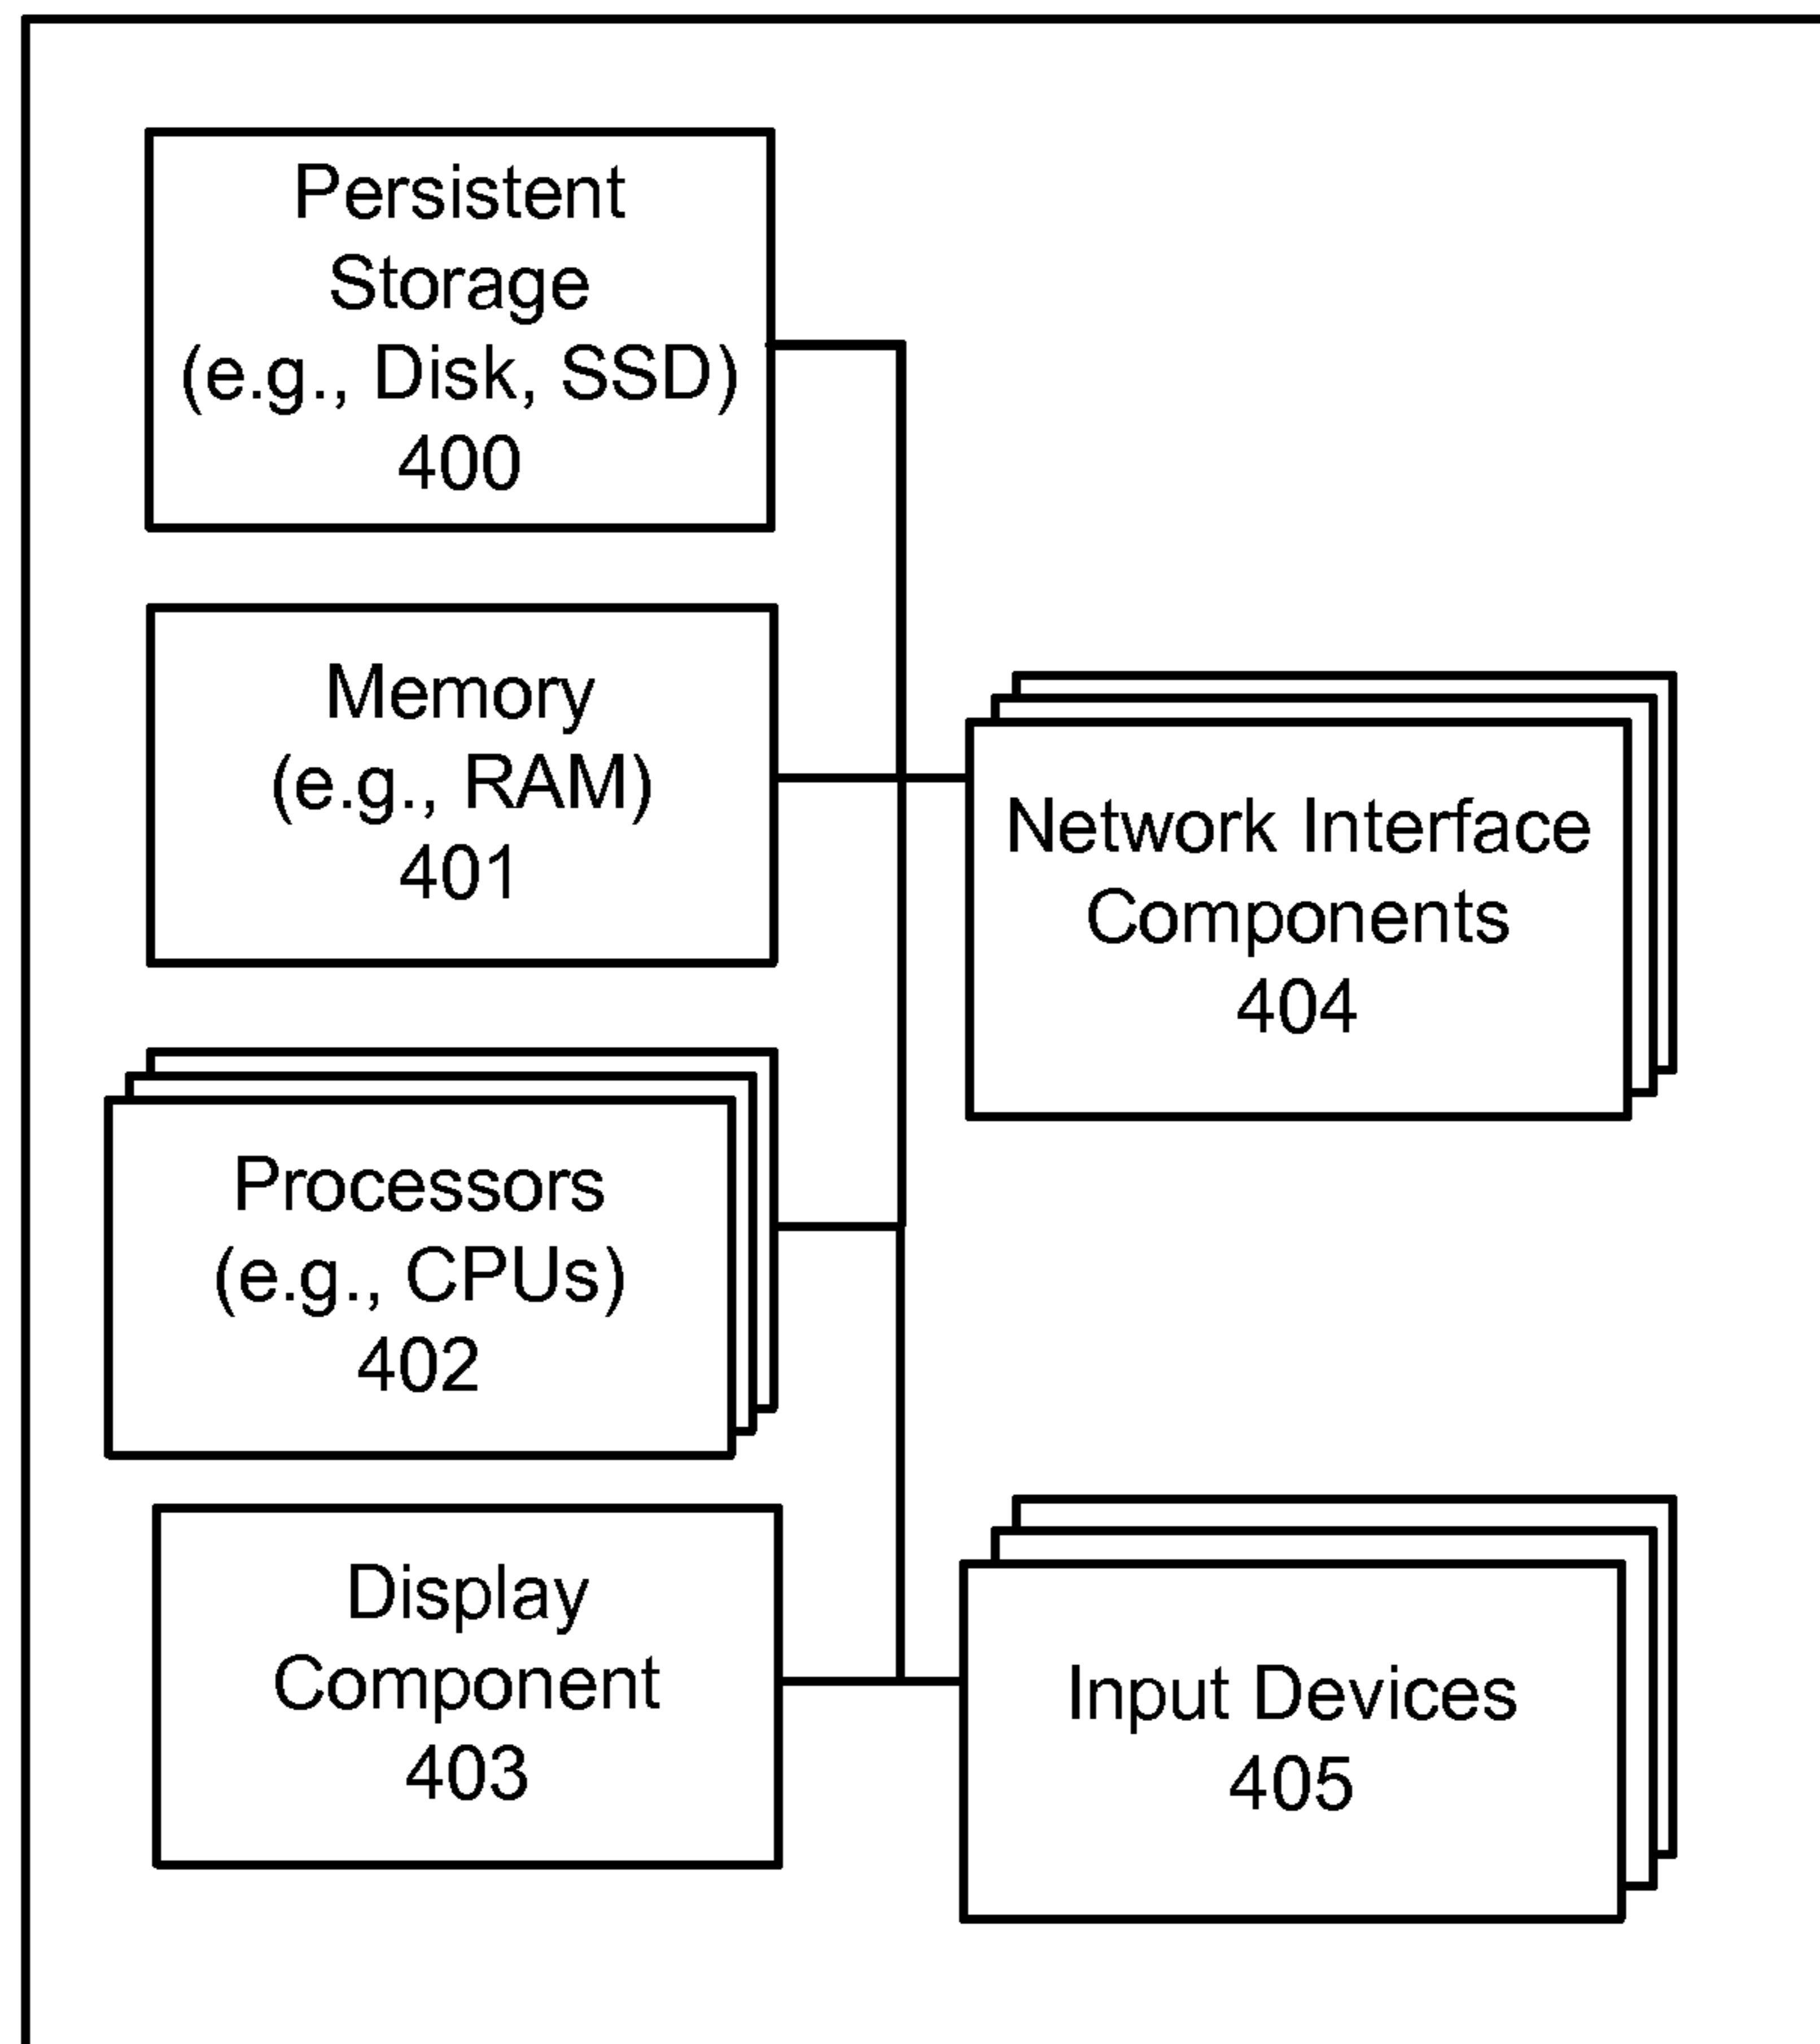 Persistent
Storage
(e.g., Disk, SSD)
400
Memory
(e.g., RAM)
401
Processors
(e.g., CPUs)
402
Display
Component
403
Network Interface
Components
404
Input Devices
405